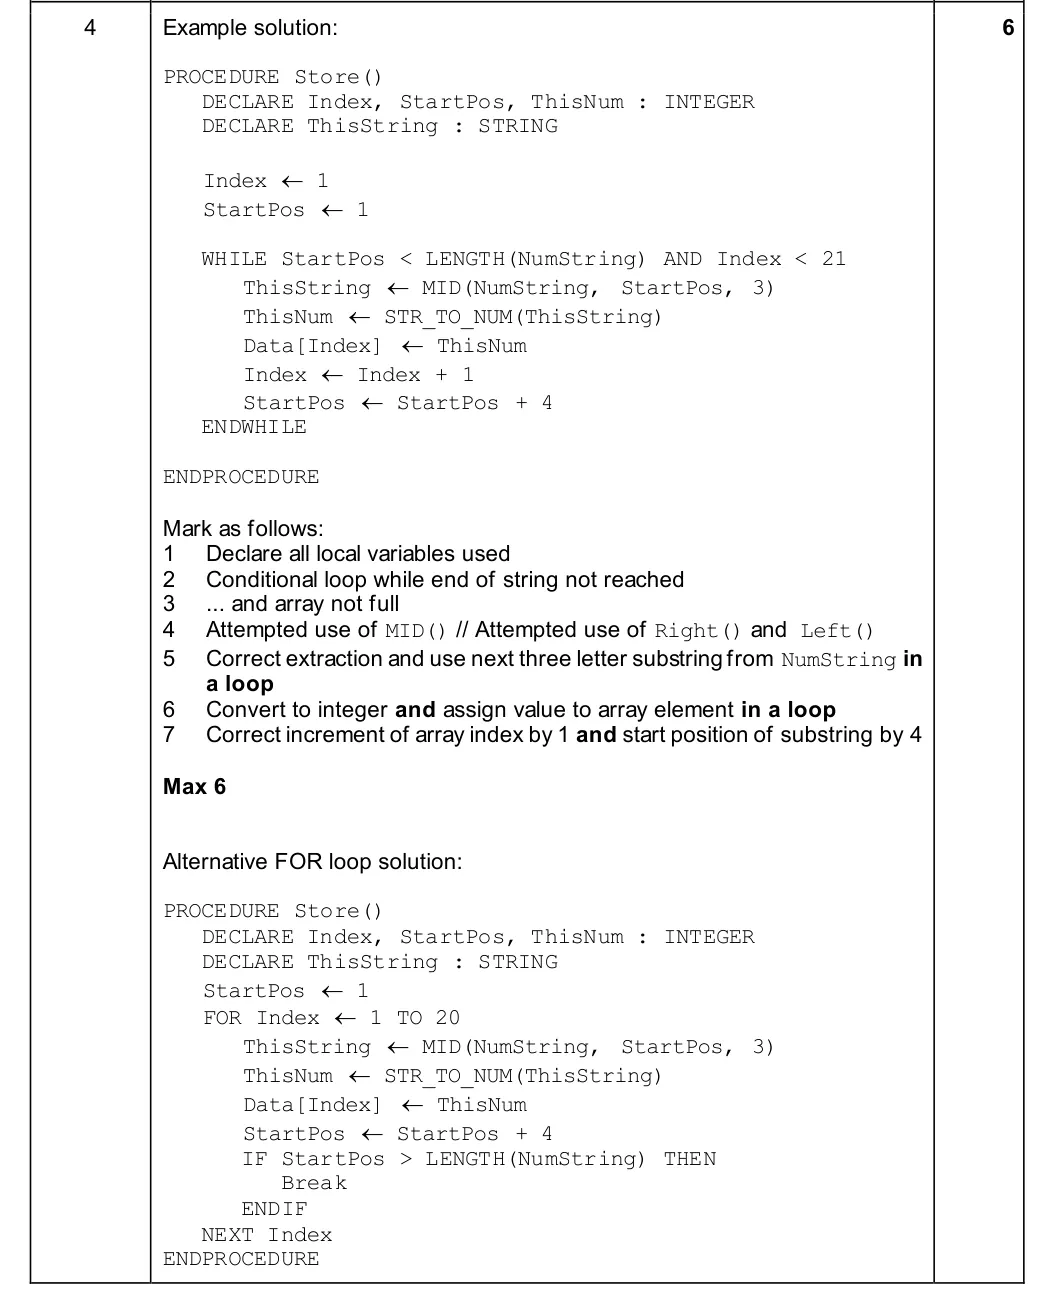 4 Example solution: 6
PROCEDURE Store()
DECLARE Index, StartPos, ThisNum : INTEGER
DECLARE ThisString : STRING
Index ← 1
StartPos ← 1
WHILE StartPos < LENGTH(NumString) AND Index < 21
ThisString ← MID(NumString, StartPos, 3)
ThisNum ← STR_TO_NUM(ThisString)
Data[Index] ← ThisNum
Index ← Index + 1
StartPos ← StartPos + 4
ENDWHILE
ENDPROCEDURE
Mark as follows:
1 Declare all local variables used
2 Conditional loop while end of string not reached
3 ... and array not full
4 Attempted use of MID() // Attempted use of Right() and Left()
5 Correct extraction and use next three letter substring from NumString in
a loop
6 Convert to integer and assign value to array element in a loop
7 Correct increment of array index by 1 and start position of substring by 4
Max 6
Alternative FOR loop solution:
PROCEDURE Store()
DECLARE Index, StartPos, ThisNum : INTEGER
DECLARE ThisString : STRING
StartPos ← 1
FOR Index ← 1 TO 20
ThisString ← MID(NumString, StartPos, 3)
ThisNum ← STR_TO_NUM(ThisString)
Data[Index] ← ThisNum
StartPos ← StartPos + 4
IF StartPos > LENGTH(NumString) THEN
Break
ENDIF
NEXT Index
ENDPROCEDURE